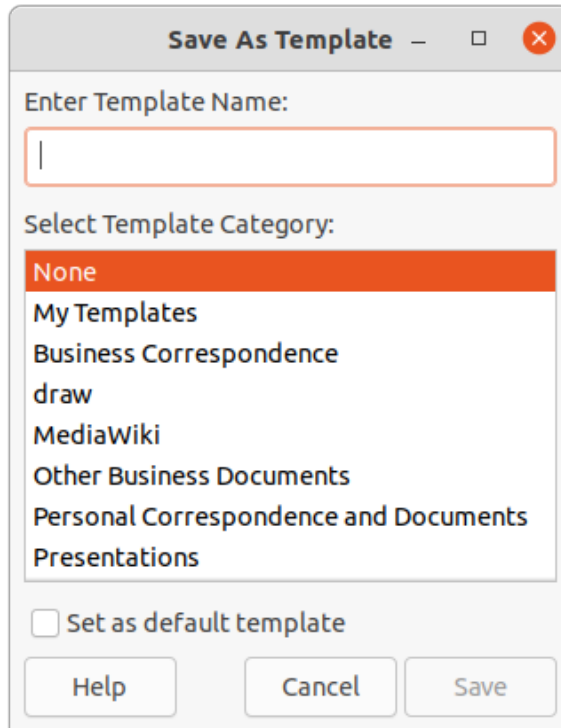 Save As Template
Enter Template Name:
Select Template Category:
None
My Templates
Business Correspondence
draw
MediaWiki
Other Business Documents
Personal Correspondence and Documents
Presentations
Set as default template
Help Cancel Save